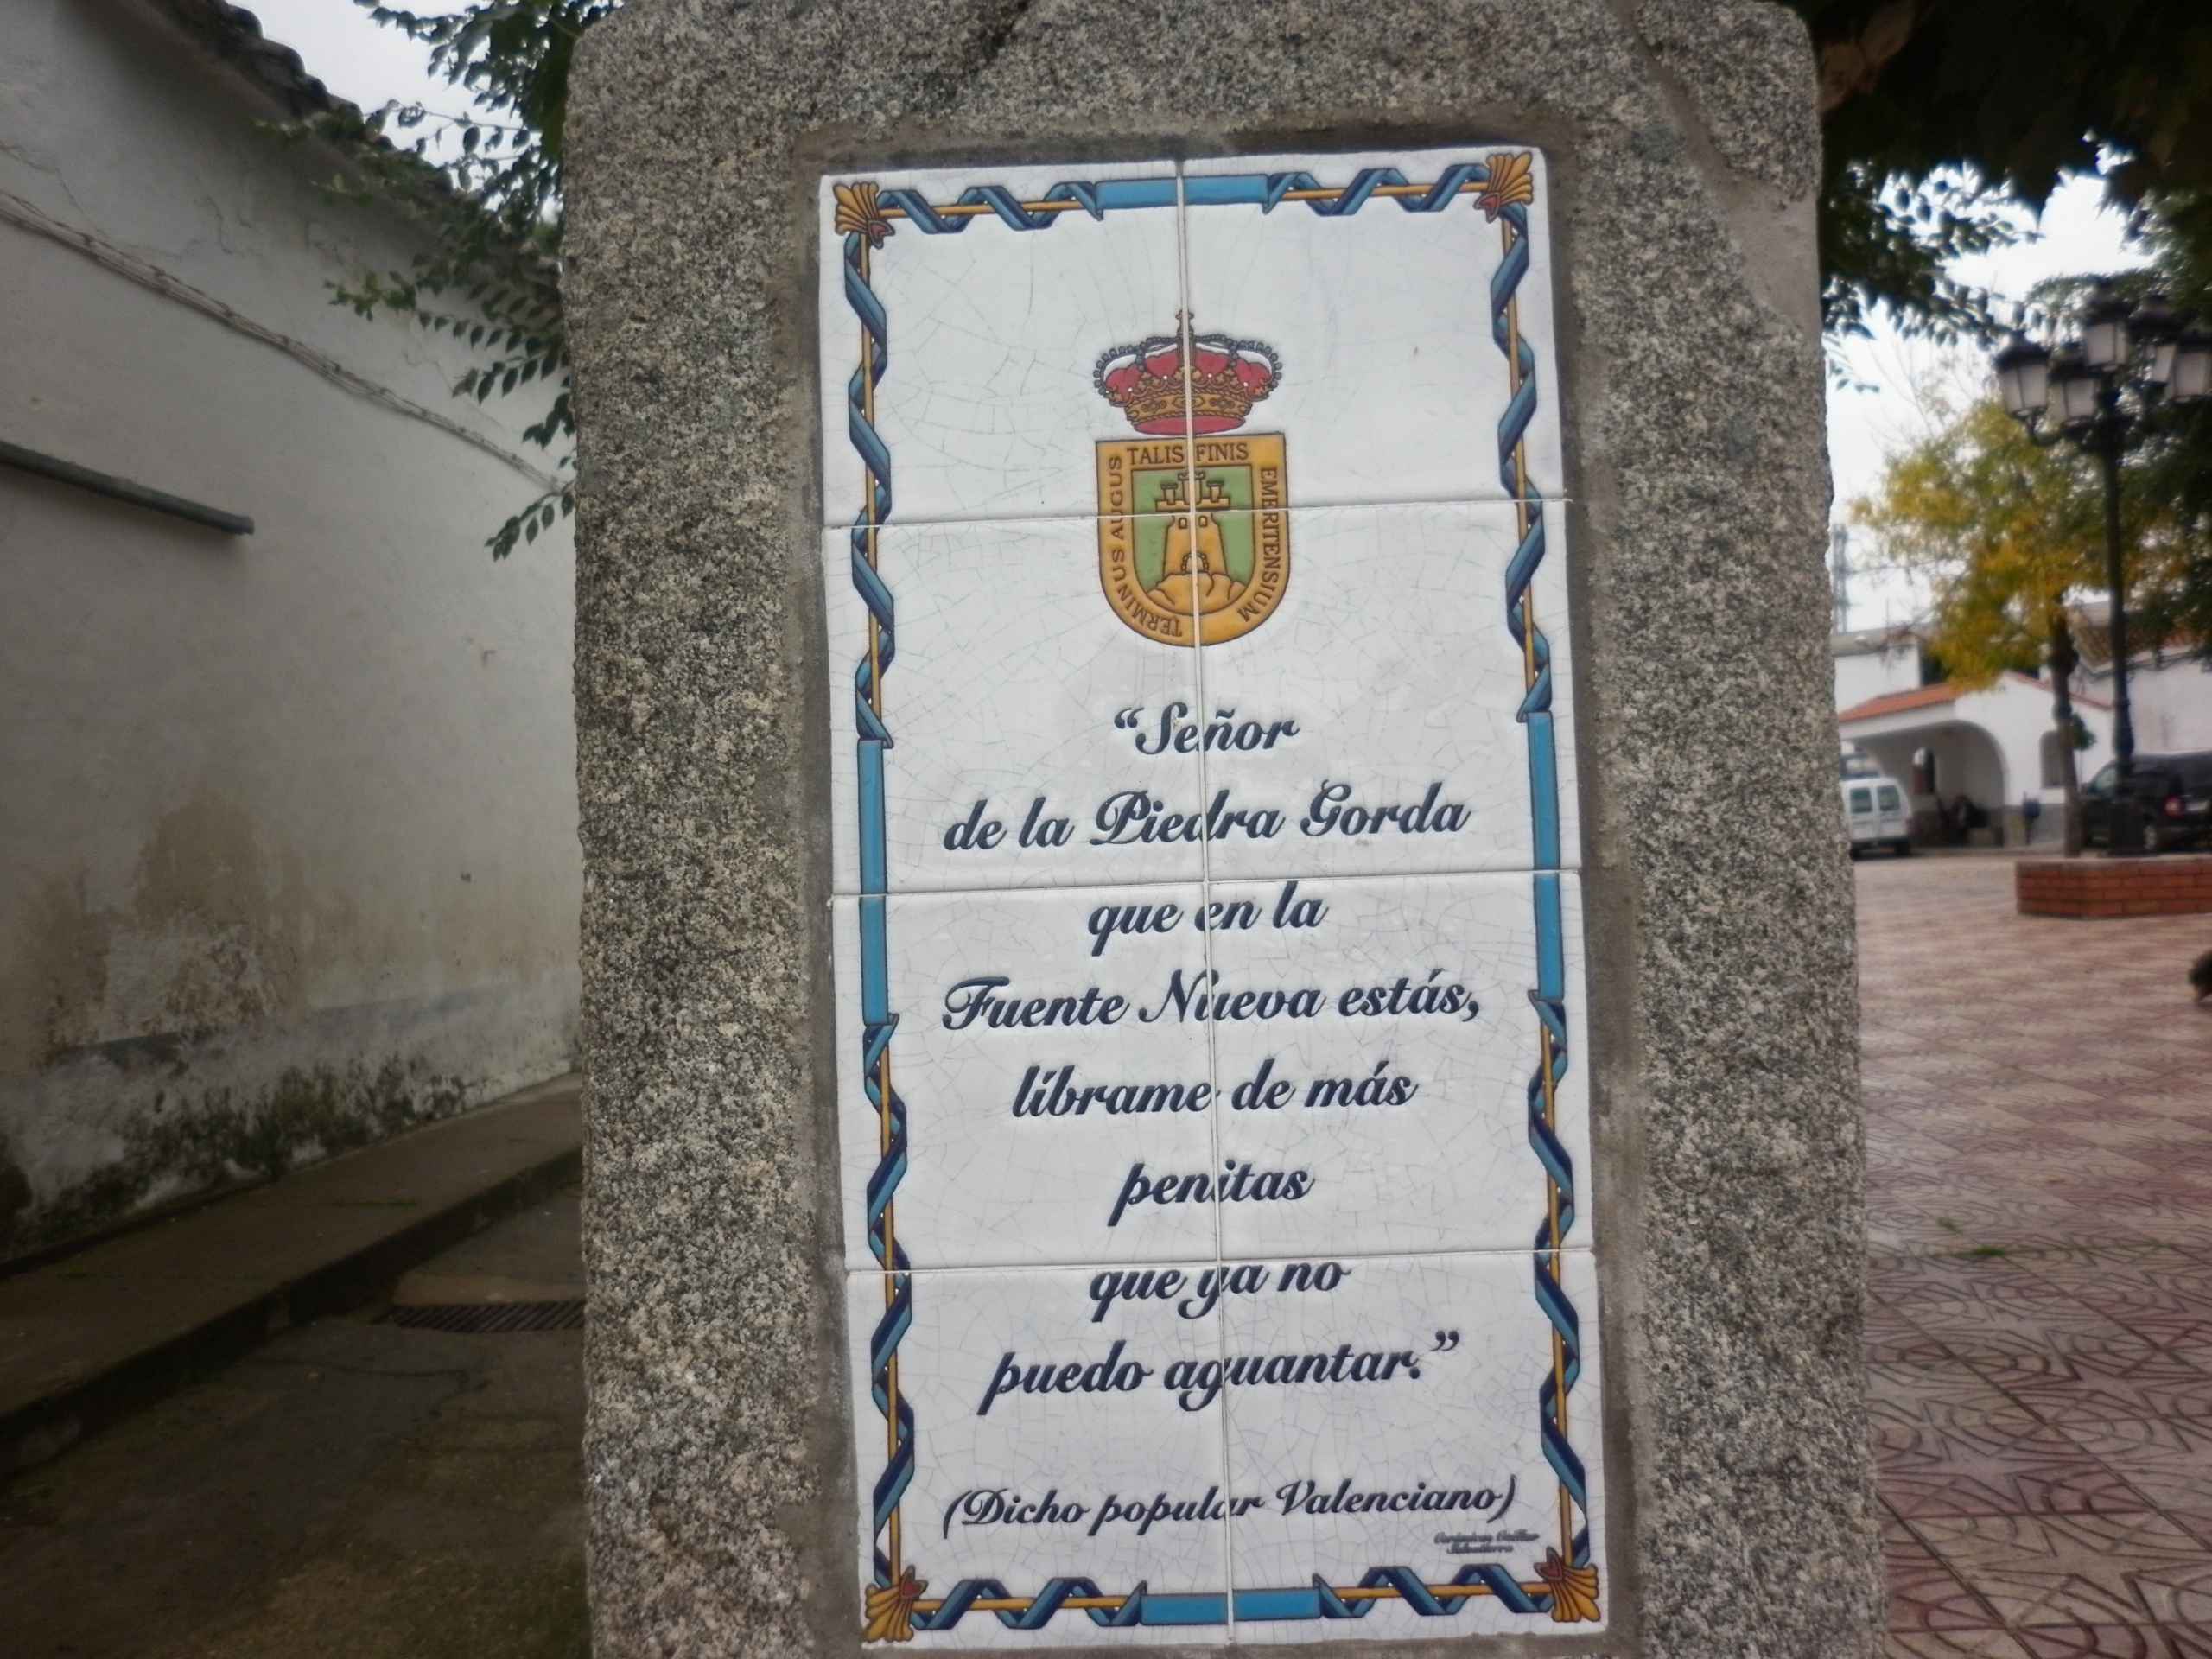 TALIS FINIS
TERMINUS AUGUS
EMERITENSIUM
“Señor
de la Piedra Gorda
que en la
Fuente Nueva estás,
líbrame de más
penitas
que ya no
puedo aguantar.”
(Dicho popular Valenciano)